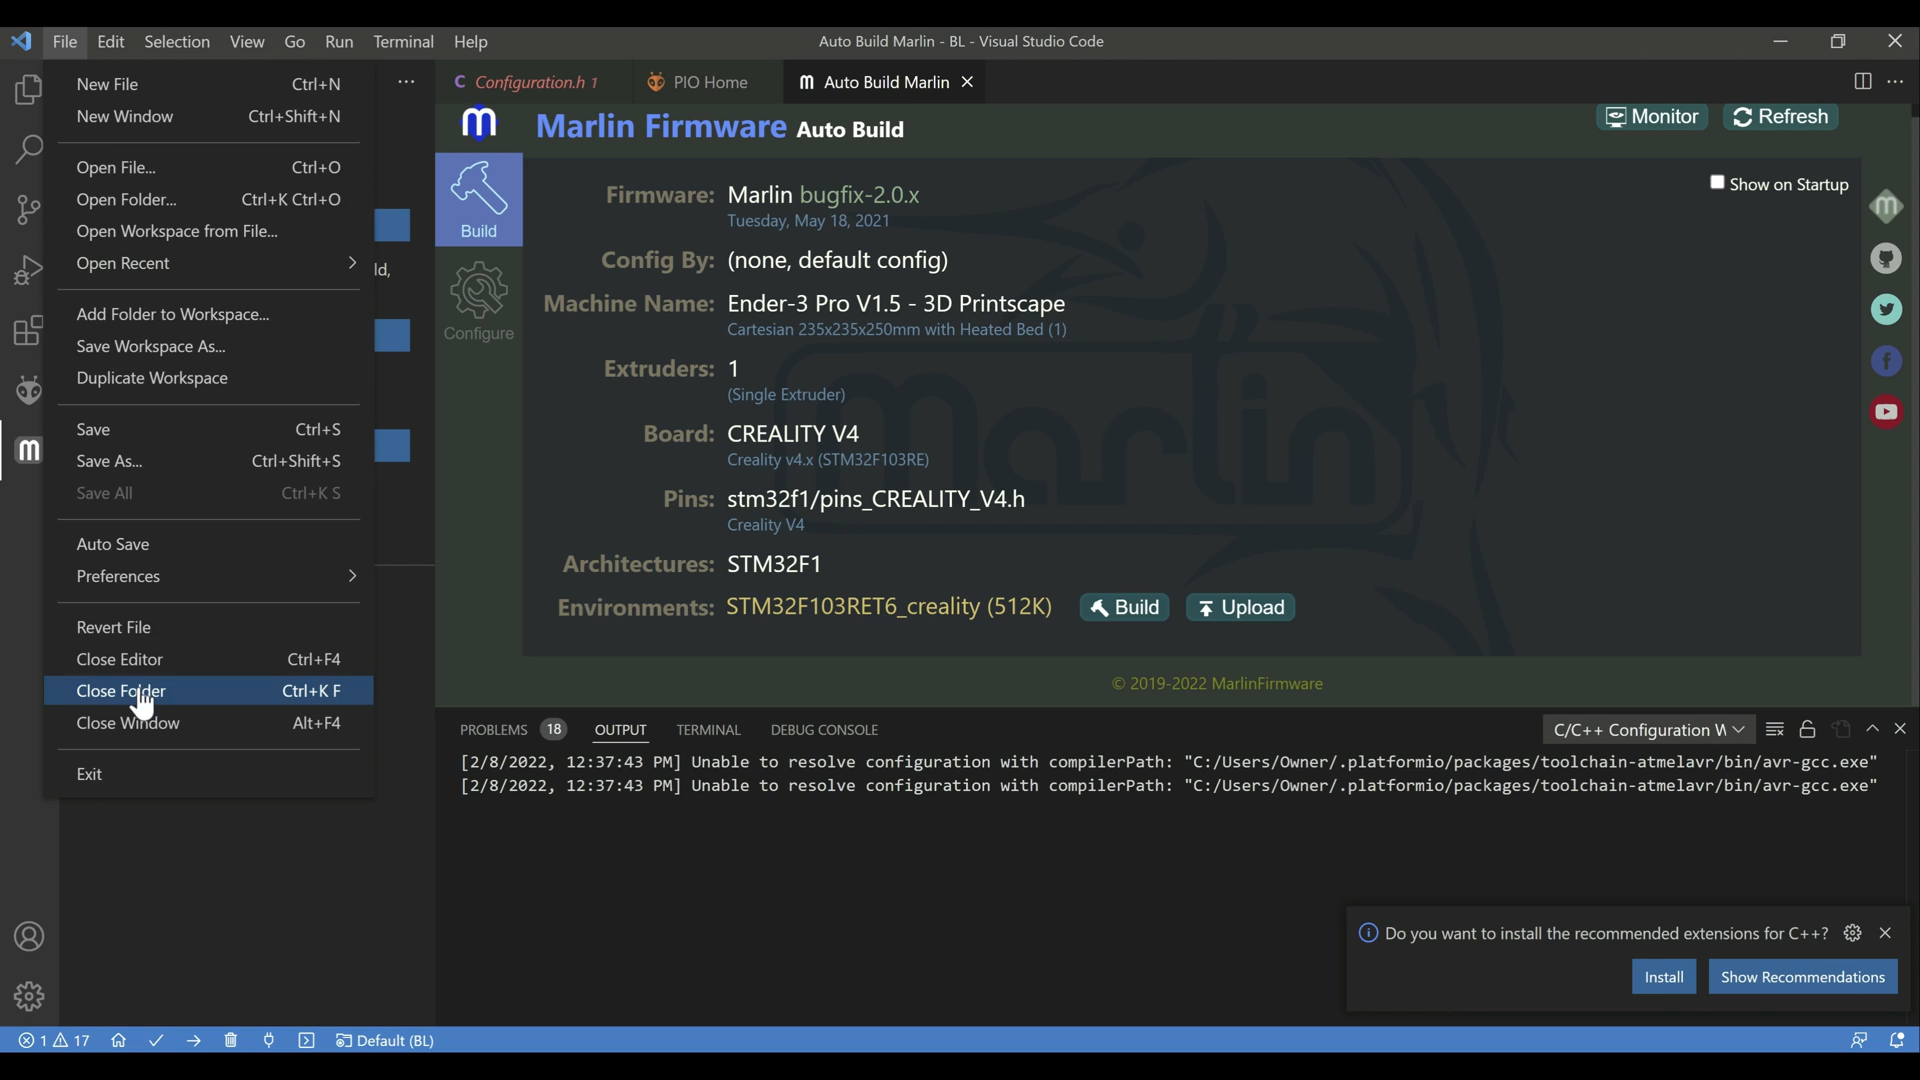 File Edit Selection View Go Run Terminal Help
Auto Build Marlin - BL - Visual Studio Code
New File Ctrl+N
New Window Ctrl+Shift+N
Open File... Ctrl+O
Open Folder... Ctrl+K Ctrl+O
Open Workspace from File...
Open Recent
Add Folder to Workspace...
Save Workspace As...
Duplicate Workspace
Save Ctrl+S
Save As... Ctrl+Shift+S
Save All Ctrl+K S
Auto Save
Preferences
Revert File
Close Editor Ctrl+F4
Close Folder Ctrl+K F
Close Window Alt+F4
Exit
ld,
C Configuration.h 1
PIO Home
m Auto Build Marlin
m Marlin Firmware Auto Build
Monitor Refresh
Build
Configure
Show on Startup
Firmware: Marlin bugfix-2.0.x
Tuesday, May 18, 2021
Config By: (none, default config)
Machine Name: Ender-3 Pro V1.5 - 3D Printscape
Cartesian 235x235x250mm with Heated Bed (1)
Extruders: 1
(Single Extruder)
Board: CREALITY V4
Creality v4.x (STM32F103RE)
Pins: stm32f1/pins_CREALITY_V4.h
Creality V4
Architectures: STM32F1
Environments: STM32F103RET6_creality (512K) Build Upload
marlin
© 2019-2022 MarlinFirmware
PROBLEMS 18 OUTPUT TERMINAL DEBUG CONSOLE
C/C++ Configuration W
[2/8/2022, 12:37:43 PM] Unable to resolve configuration with compilerPath: "C:/Users/Owner/.platformio/packages/toolchain-atmelavr/bin/avr-gcc.exe"
[2/8/2022, 12:37:43 PM] Unable to resolve configuration with compilerPath: "C:/Users/Owner/.platformio/packages/toolchain-atmelavr/bin/avr-gcc.exe"
Do you want to install the recommended extensions for C++?
Install Show Recommendations
1 17 Default (BL)